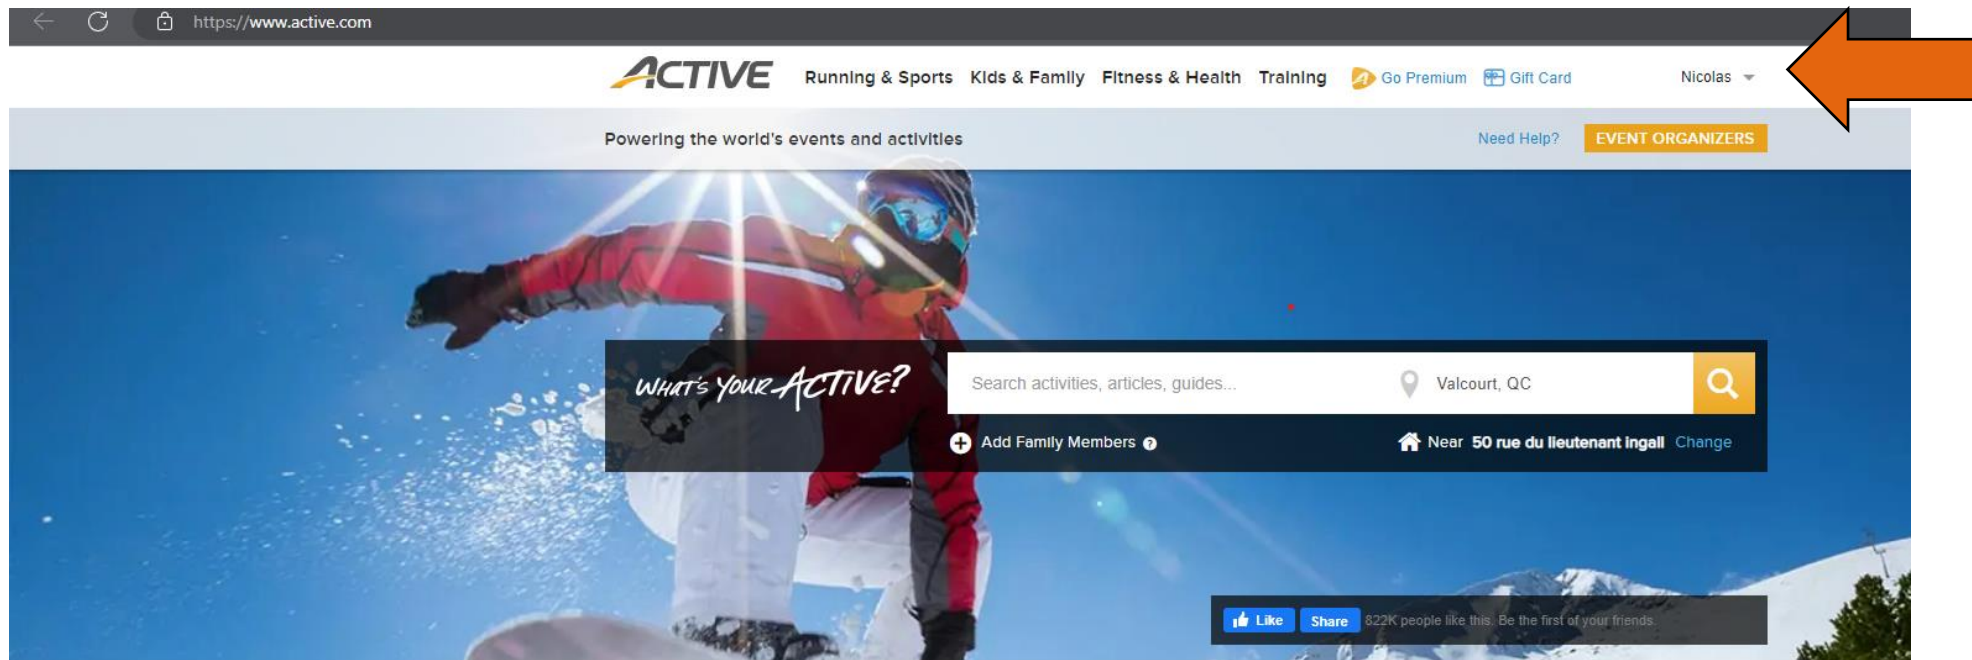 https://www.active.com
ACTIVE Running & Sports Kids & Family Fitness & Health Training Go Premium Gift Card Nicolas
Powering the world's events and activities Need Help? EVENT ORGANIZERS
WHAT'S YOUR ACTIVE? Search activities, articles, guides... Valcourt, QC
Add Family Members ? Near 50 rue du lieutenant ingall Change
Like Share 822K people like this. Be the first of your friends.